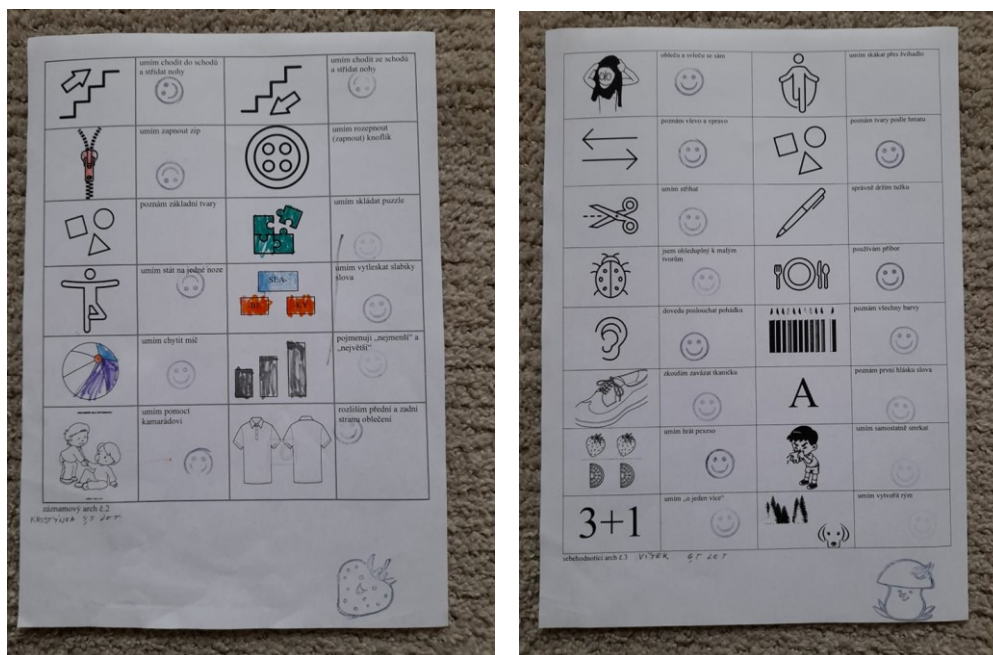 umím chodit do schodů
a střídat nohy
umím chodit ze schodů
a střídat nohy
umím zapnout zip
umím rozepnout
(zapnout) knoflík
poznám základní tvary
umím skládat puzzle
umím stát na jedné noze
SLA
umím vytleskat slabiky
slova
umím chytit míč
pojmenuji „nejmenší“ a
„největší“
umím pomoci
kamarádovi
rozliším přední a zadní
stranu oblečení
záznamový arch č.2
KRISTÝNKA 5,5 LET
obleču a svleču se sám
umím skákat přes švihadlo
poznám vlevo a vpravo
poznám tvary podle hmatu
umím stříhat
správně držím tužku
jsem ohleduplný k malým
tvorům
používám příbor
dovedu poslouchat pohádku
poznám všechny barvy
zkouším zavázat tkaničku
A
poznám první hlásku slova
umím hrát pexeso
umím samostatně smrkat
3+1
umím „o jeden více“
umím vytvořit rým
sebehodnotící arch č.3 VÍTEK 6,5 LET